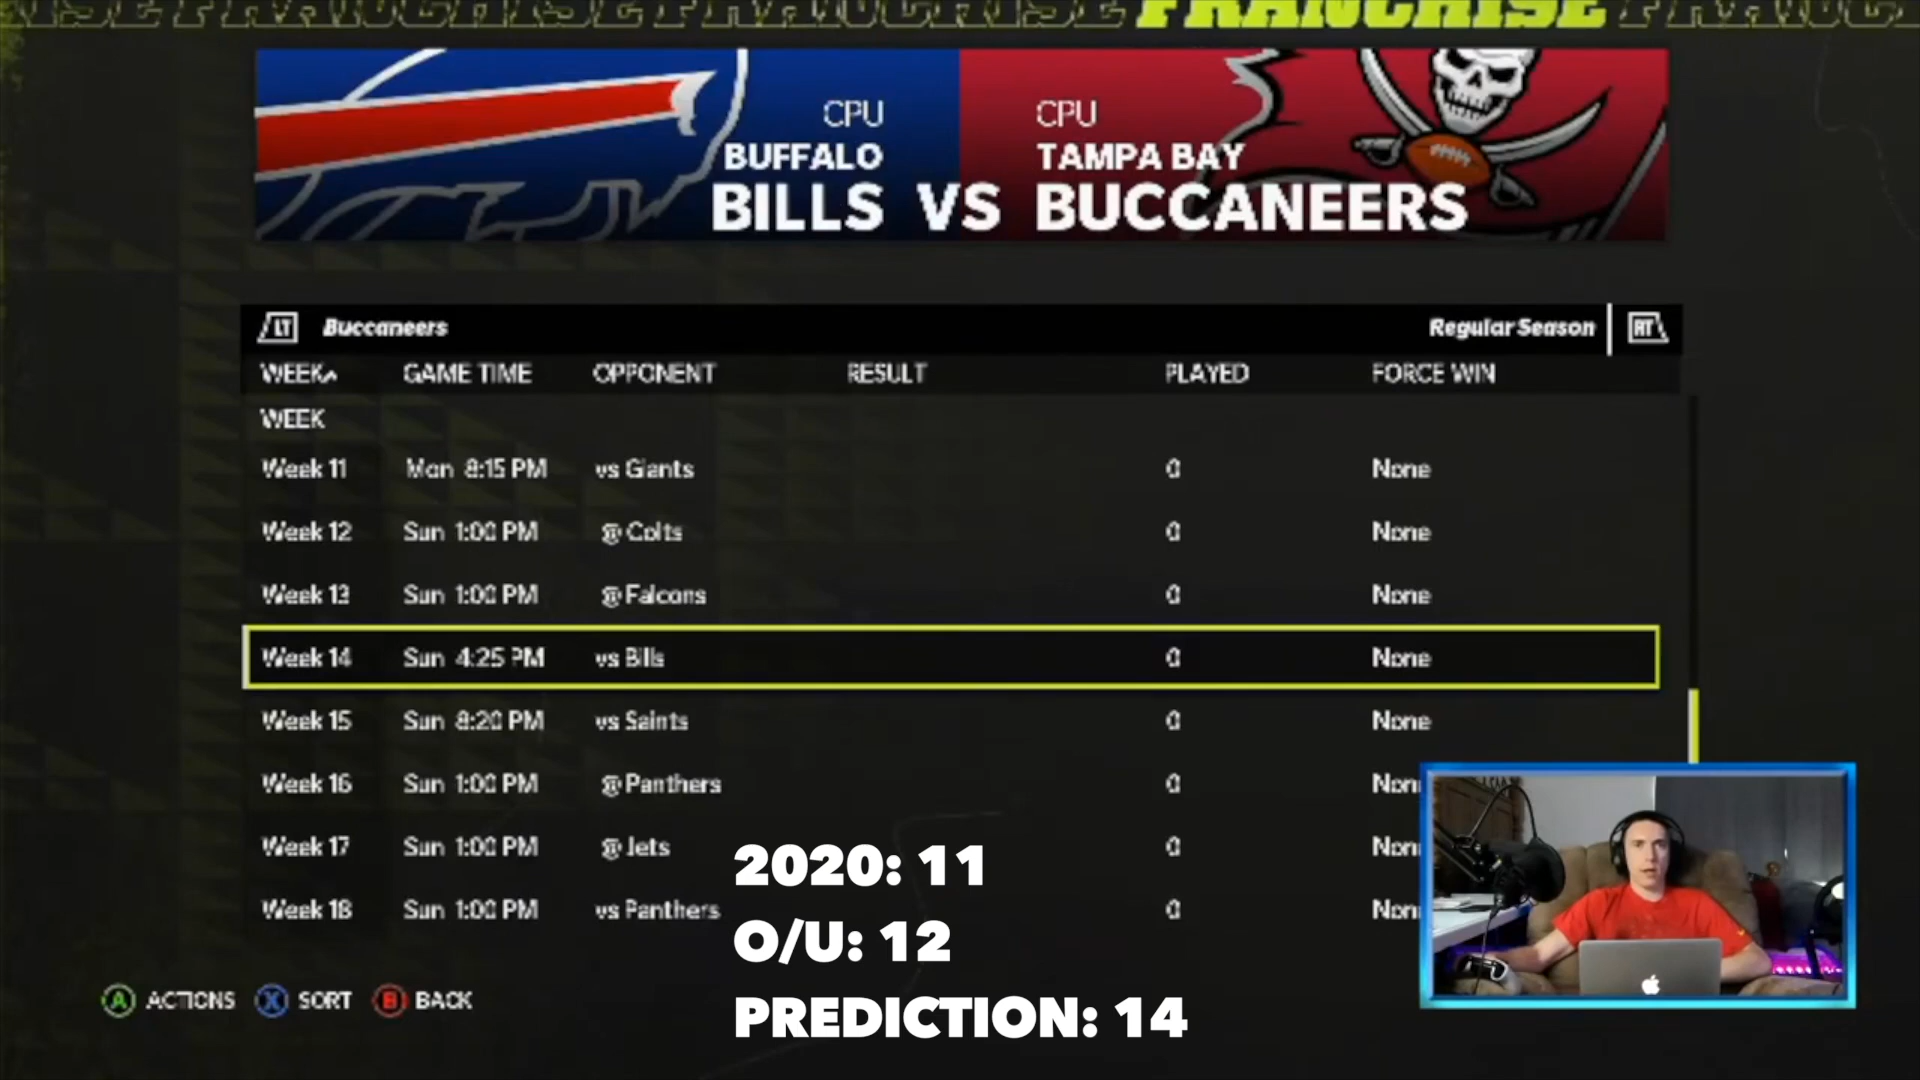 FRANCHISE FRANCHISE FRANCHISE
CPU
BUFFALO
BILLS VS
CPU
TAMPA BAY
BUCCANEERS
LT Buccaneers Regular Season RT
WEEK GAME TIME OPPONENT RESULT PLAYED FORCE WIN
WEEK
Week 11 Mon 8:15 PM vs Giants 0 None
Week 12 Sun 1:00 PM @ Colts 0 None
Week 13 Sun 1:00 PM @ Falcons 0 None
Week 14 Sun 4:25 PM vs Bills 0 None
Week 15 Sun 8:20 PM vs Saints 0 None
Week 16 Sun 1:00 PM @ Panthers 0 Non
Week 17 Sun 1:00 PM @ Jets 0 Non
Week 18 Sun 1:00 PM vs Panthers 0 Non
2020: 11
O/U: 12
PREDICTION: 14
A ACTIONS X SORT B BACK